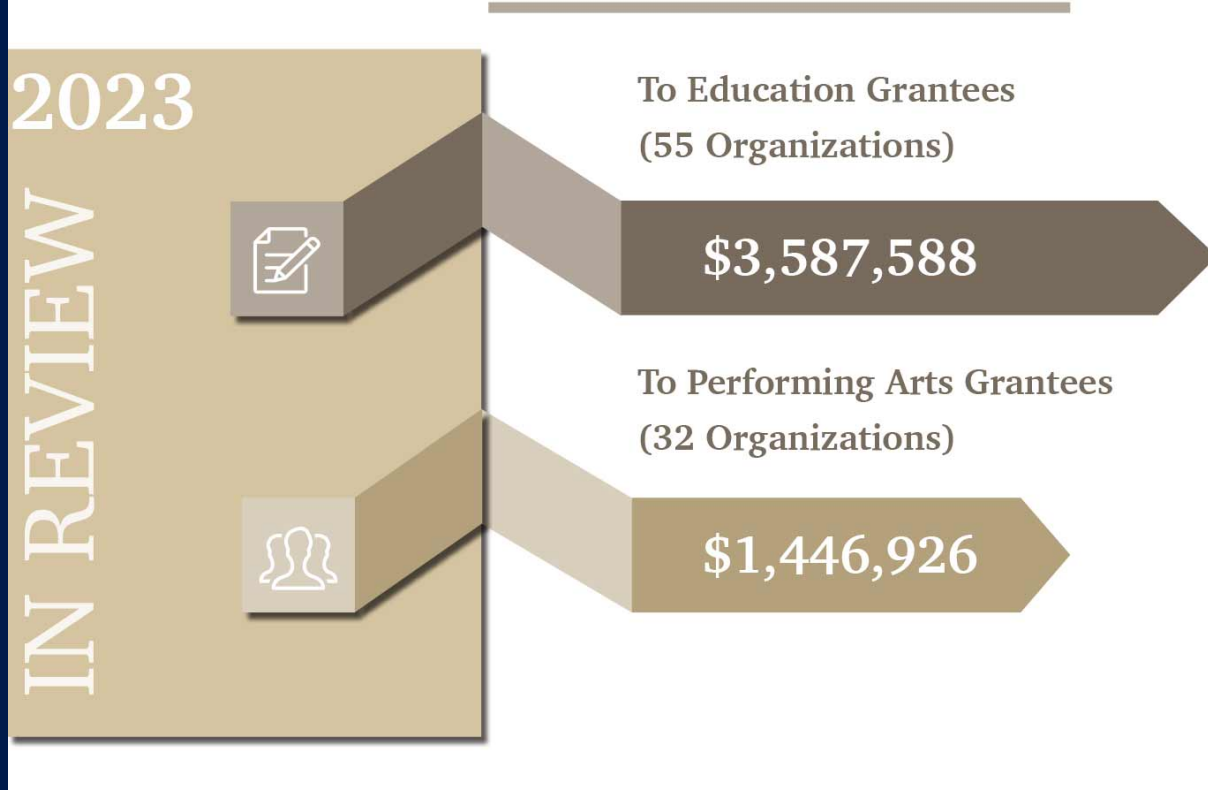 2023
IN REVIEW
To Education Grantees
(55 Organizations)
$3,587,588
To Performing Arts Grantees
(32 Organizations)
$1,446,926